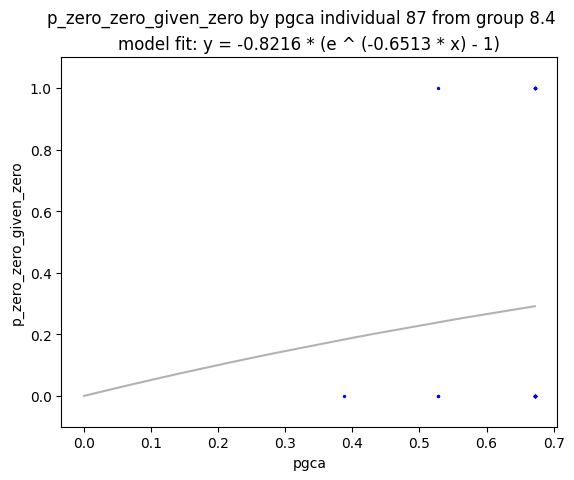 p_zero_zero_given_zero by pgca individual 87 from group 8.4
model fit: y = -0.8216 * (e ^ (-0.6513 * x) - 1)
1.0
0.8
0.6
0.4
0.2
0.0
p_zero_zero_given_zero
0.0 0.1 0.2 0.3 0.4 0.5 0.6 0.7
pgca